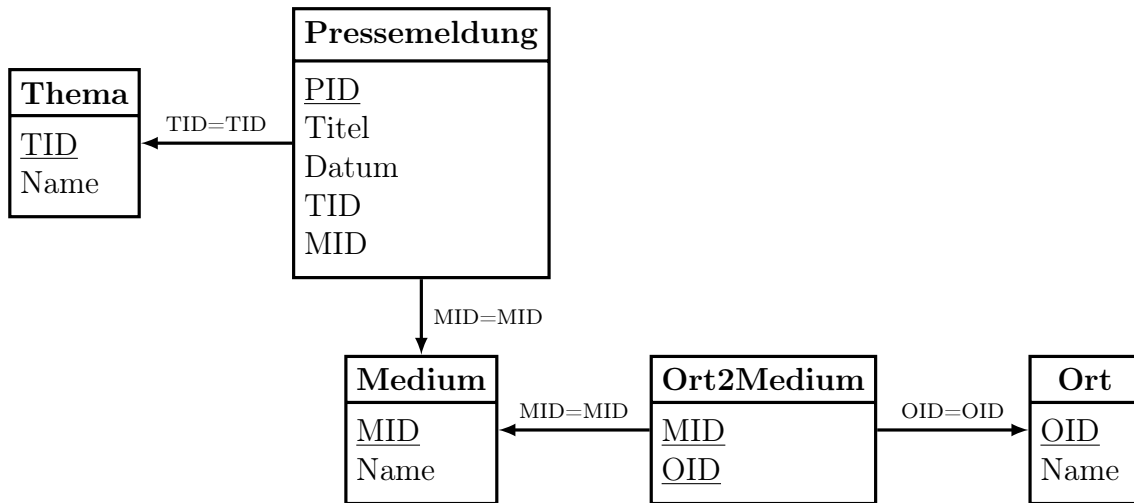 Pressemeldung
PID
Titel
Datum
TID
MID
Thema
TID
Name
TID=TID
MID=MID
Medium
MID
Name
MID=MID
Ort2Medium
MID
OID
OID=OID
Ort
OID
Name